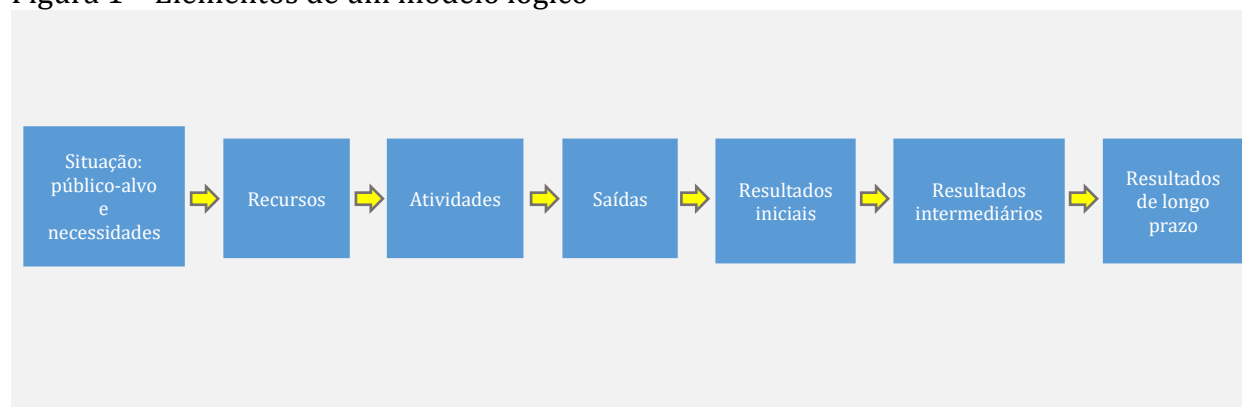 Figura 1 – Elementos de um modelo lógico
Situação:
público-alvo
e
necessidades
Recursos
Atividades
Saídas
Resultados
iniciais
Resultados
intermediários
Resultados
de longo
prazo